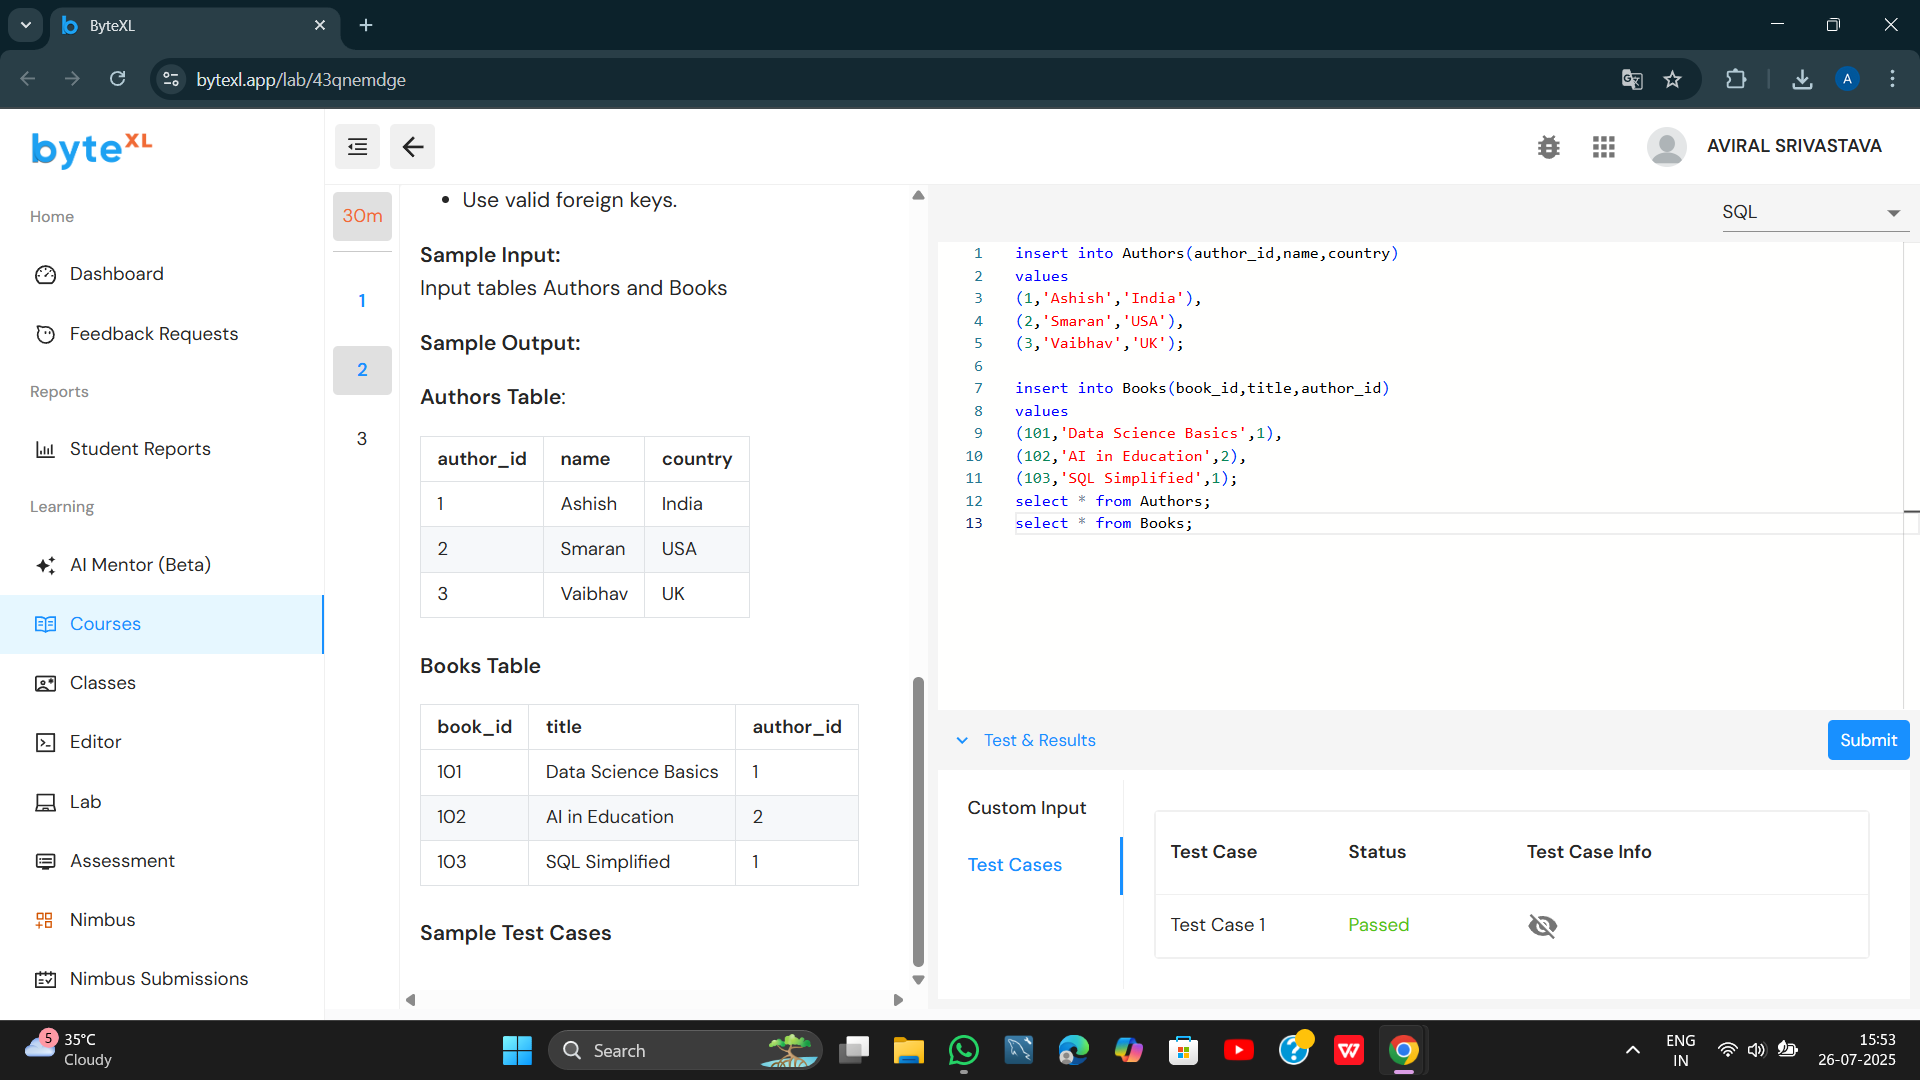 ByteXL
bytexl.app/lab/43qnemdge
A
byteXL
AVIRAL SRIVASTAVA
Home
Dashboard
Feedback Requests
Reports
Student Reports
Learning
AI Mentor (Beta)
Courses
Classes
Editor
Lab
Assessment
Nimbus
Nimbus Submissions
30m
1
2
3
Use valid foreign keys.
Sample Input:
Input tables Authors and Books
Sample Output:
Authors Table:
author_id name country
1 Ashish India
2 Smaran USA
3 Vaibhav UK
Books Table
book_id title author_id
101 Data Science Basics 1
102 AI in Education 2
103 SQL Simplified 1
Sample Test Cases
SQL
1 insert into Authors(author_id,name,country)
2 values
3 (1,'Ashish','India'),
4 (2,'Smaran','USA'),
5 (3,'Vaibhav','UK');
6
7 insert into Books(book_id,title,author_id)
8 values
9 (101,'Data Science Basics',1),
10 (102,'AI in Education',2),
11 (103,'SQL Simplified',1);
12 select * from Authors;
13 select * from Books;
Test & Results
Submit
Custom Input
Test Cases
Test Case Status Test Case Info
Test Case 1 Passed
5
35°C
Cloudy
Search
W
ENG
IN
15:53
26-07-2025